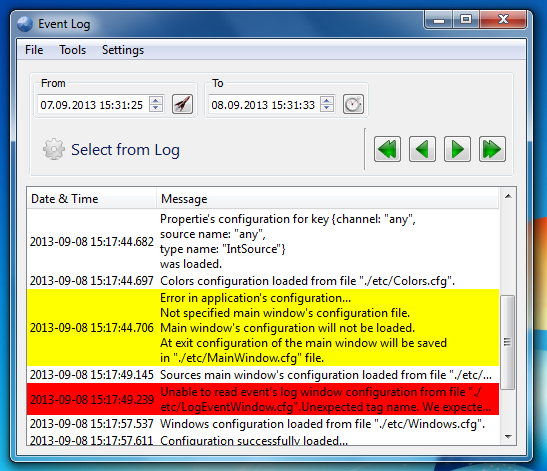 Event Log
File Tools Settings
From To
07.09.2013 15:31:25 08.09.2013 15:31:33
Select from Log
Date & Time Message
Propertie's configuration for key {channel: "any",
source name: "any",
2013-09-08 15:17:44.682
type name: "IntSource"}
was loaded.
2013-09-08 15:17:44.697 Colors configuration loaded from file "./etc/Colors.cfg".
Error in application's configuration...
Not specified main window's configuration file.
2013-09-08 15:17:44.706 Main window's configuration will not be loaded.
At exit configuration of the main window will be saved
in "./etc/MainWindow.cfg" file.
2013-09-08 15:17:49.145 Sources main window's configuration loaded from file "./etc/...
2013-09-08 15:17:49.239 Unable to read event's log window configuration from file "./
etc/LogEventWindow.cfg".Unexpected tag name. We expecte...
2013-09-08 15:17:57.537 Windows configuration loaded from file "./etc/Windows.cfg".
2013-09-08 15:17:57.611 Configuration successfully loaded...